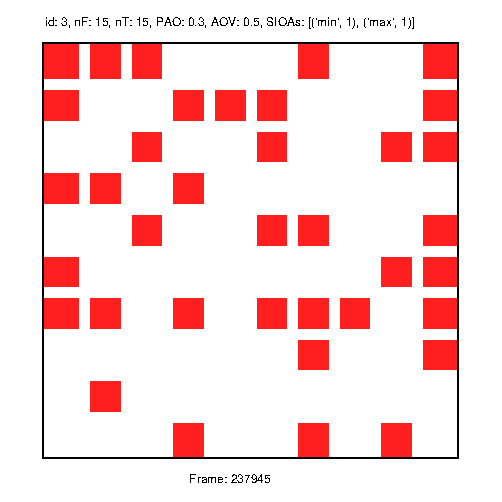 id: 3, nF: 15, nT: 15, PAO: 0.3, AOV: 0.5, SIOAs: [('min', 1), ('max', 1)]
Frame: 237945